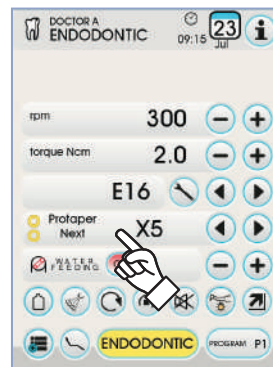 DOCTOR A
ENDODONTIC
09:15
23
Jul
i
rpm 300 - +
torque Ncm 2.0 - +
E16
Protaper
Next X5
WATER
FEEDING - +
ENDODONTIC
PROGRAM P1